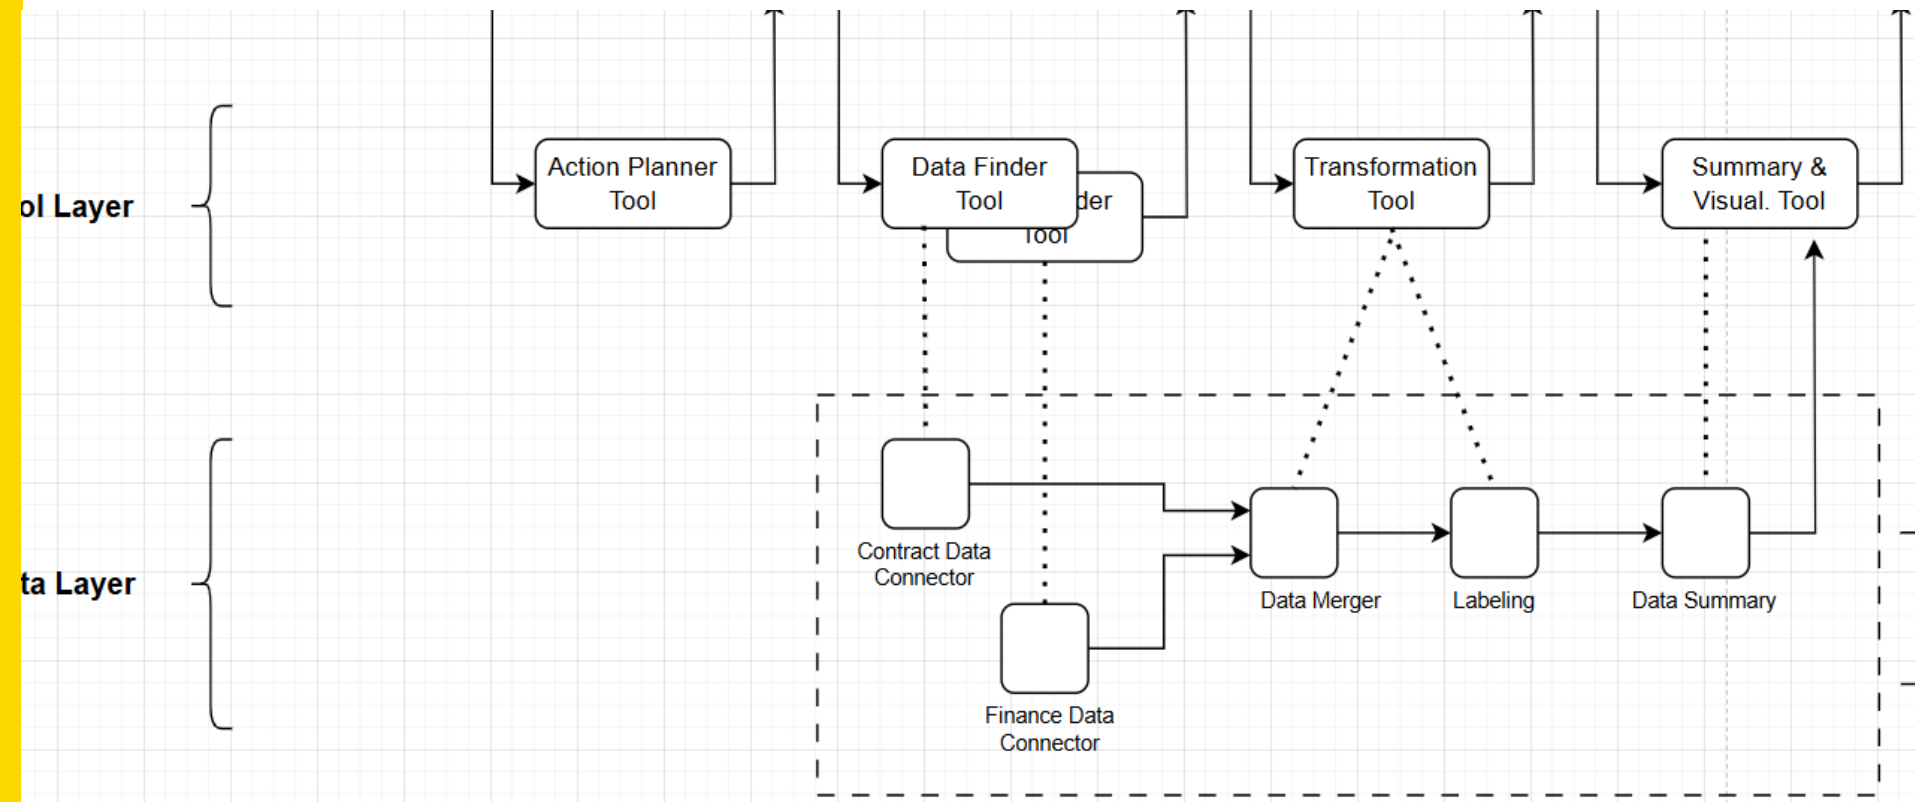 Action Planner
Tool
Data Finder
Tool
der
Tool
Transformation
Tool
Summary &
Visual. Tool
ol Layer
ta Layer
Contract Data
Connector
Finance Data
Connector
Data Merger
Labeling
Data Summary